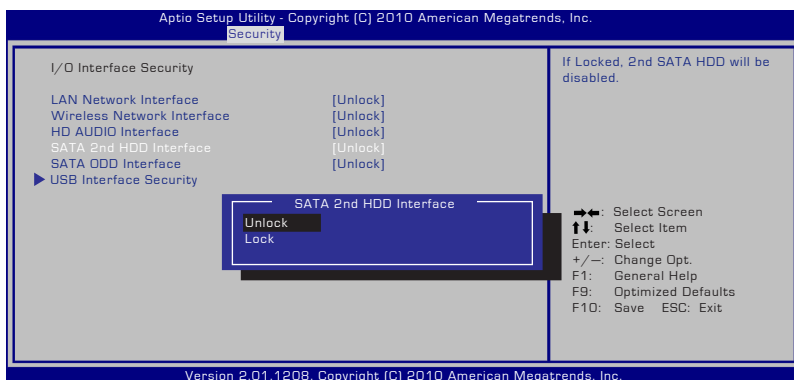 Aptio Setup Utility - Copyright (C) 2010 American Megatrends, Inc.
Security
I/O Interface Security
LAN Network Interface [Unlock]
Wireless Network Interface [Unlock]
HD AUDIO Interface [Unlock]
SATA 2nd HDD Interface [Unlock]
SATA ODD Interface [Unlock]
USB Interface Security
SATA 2nd HDD Interface
Unlock
Lock
If Locked, 2nd SATA HDD will be
disabled.
→←: Select Screen
↑↓: Select Item
Enter: Select
+/—: Change Opt.
F1: General Help
F9: Optimized Defaults
F10: Save ESC: Exit
Version 2.01.1208. Copyright (C) 2010 American Megatrends, Inc.